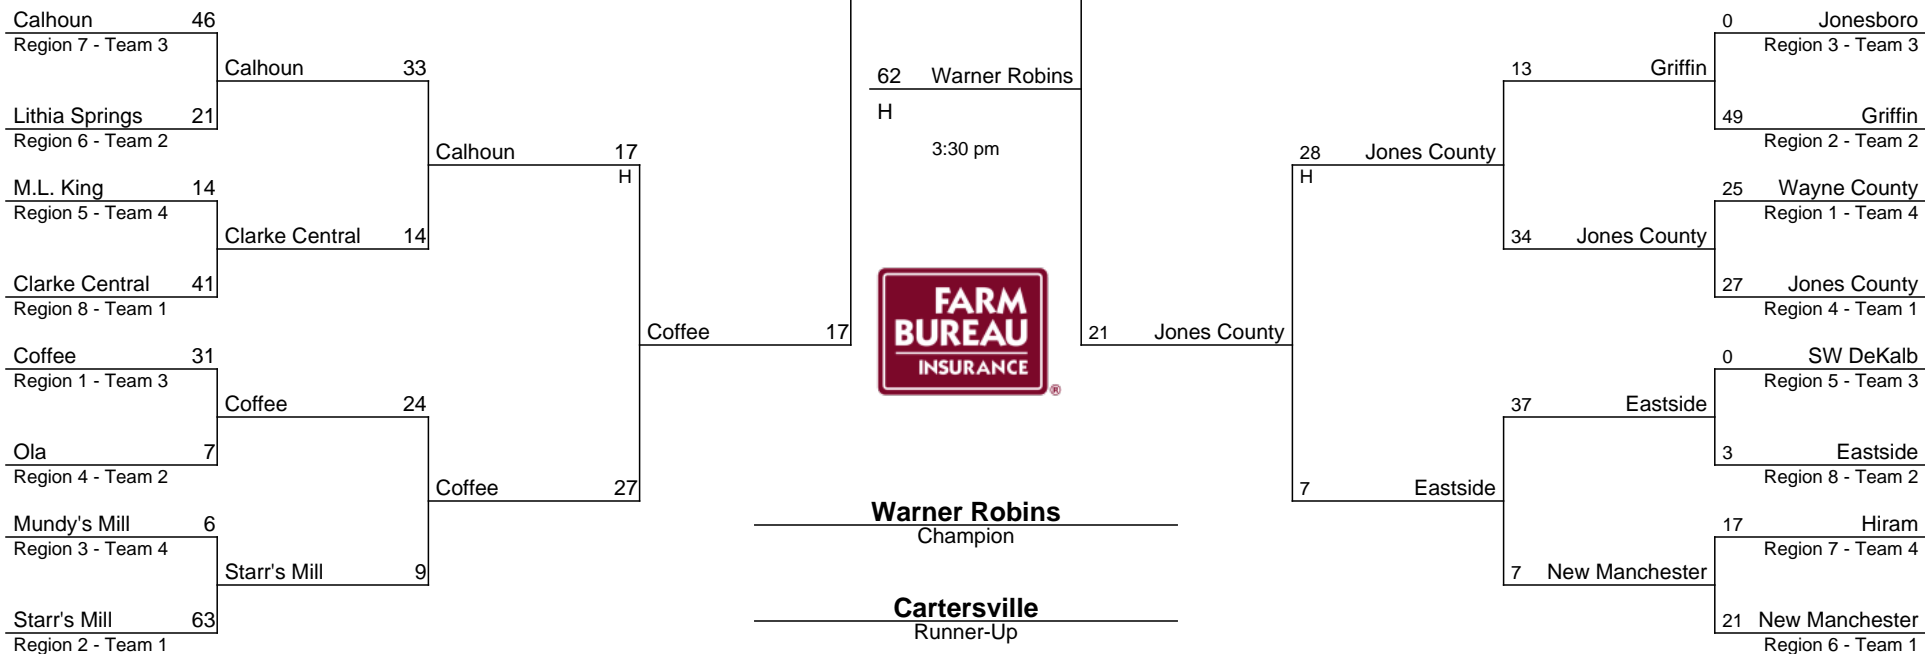 Calhoun 46
Region 7 - Team 3
Calhoun 33
Lithia Springs 21
Region 6 - Team 2
Calhoun 17
H
M.L. King 14
Region 5 - Team 4
Clarke Central 14
Clarke Central 41
Region 8 - Team 1
Coffee 17
Coffee 31
Region 1 - Team 3
Coffee 24
Ola 7
Region 4 - Team 2
Coffee 27
Mundy's Mill 6
Region 3 - Team 4
Starr's Mill 9
Starr's Mill 63
Region 2 - Team 1
62 Warner Robins
H
3:30 pm
FARM
BUREAU
INSURANCE
®
Warner Robins
Champion
Cartersville
Runner-Up
0 Jonesboro
Region 3 - Team 3
13 Griffin
49 Griffin
Region 2 - Team 2
28 Jones County
H
25 Wayne County
Region 1 - Team 4
34 Jones County
27 Jones County
Region 4 - Team 1
21 Jones County
0 SW DeKalb
Region 5 - Team 3
37 Eastside
3 Eastside
Region 8 - Team 2
7 Eastside
17 Hiram
Region 7 - Team 4
7 New Manchester
21 New Manchester
Region 6 - Team 1